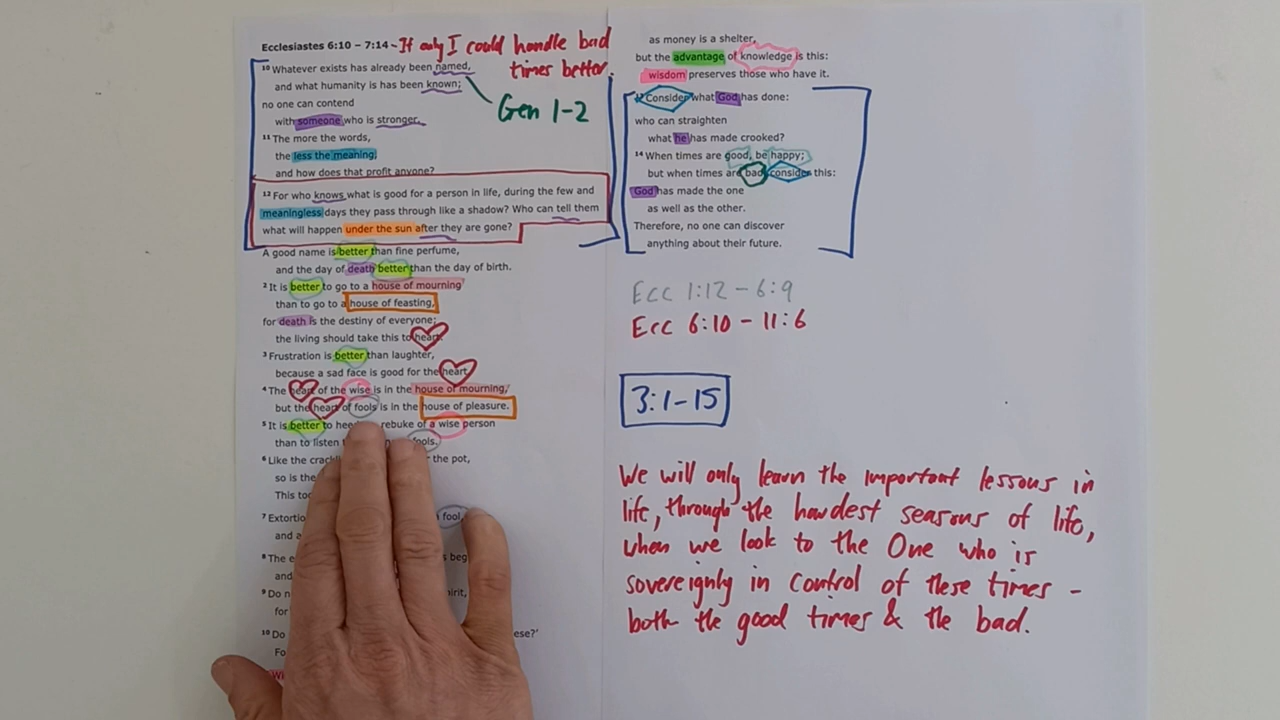 Ecclesiastes 6:10 – 7:14 - If only I could handle bad
times better.
10 Whatever exists has already been named,
and what humanity is has been known;
Gen 1-2
no one can contend
with someone who is stronger.
11 The more the words,
the less the meaning,
and how does that profit anyone?
12 For who knows what is good for a person in life, during the few and
meaningless days they pass through like a shadow? Who can tell them
what will happen under the sun after they are gone?
A good name is better than fine perfume,
and the day of death better than the day of birth.
2 It is better to go to a house of mourning
than to go to a house of feasting,
for death is the destiny of everyone;
the living should take this to heart.
3 Frustration is better than laughter,
because a sad face is good for the heart.
4 The heart of the wise is in the house of mourning,
but the heart of fools is in the house of pleasure.
5 It is better to heed rebuke of a wise person
than to listen fools.
6 Like the the pot,
so is the
This
7 fool,
and a
8 The beg
and
9 Do
for
10 Do ese?'
as money is a shelter,
but the advantage of knowledge is this:
wisdom preserves those who have it.
Consider what God has done:
who can straighten
what he has made crooked?
14 When times are good, be happy;
but when times are bad, consider this:
God has made the one
as well as the other.
Therefore, no one can discover
anything about their future.
Ecc 1:12 – 6:9
Ecc 6:10 – 11:6
3:1-15
We will only learn the important lessons in
life, through the hardest seasons of life,
when we look to the One who is
sovereignly in control of these times -
both the good times & the bad.